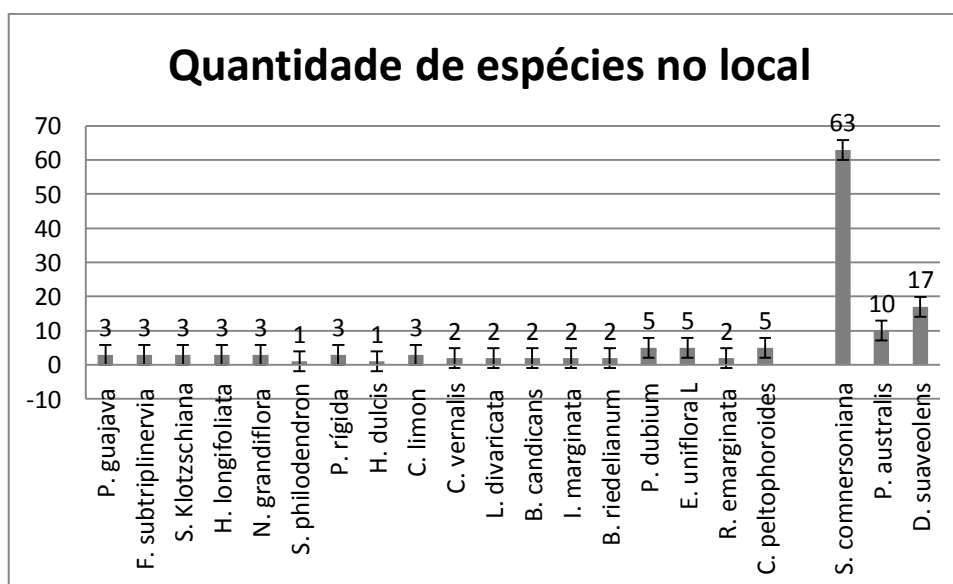 Quantidade de espécies no local
70
60
50
40
30
20
10
0
-10
3
3
3
3
3
1
3
1
3
2
2
2
2
2
5
5
2
5
63
10
17
P. guajava
F. subtriplinervia
S. Klotzschiana
H. longifoliata
N. grandiflora
S. philodendron
P. rígida
H. dulcis
C. limon
C. vernalis
L. divaricata
B. candicans
I. marginata
B. riedelianum
P. dubium
E. uniflora L
R. emarginata
C. peltophoroides
S. comnersoniana
P. australis
D. suaveolens